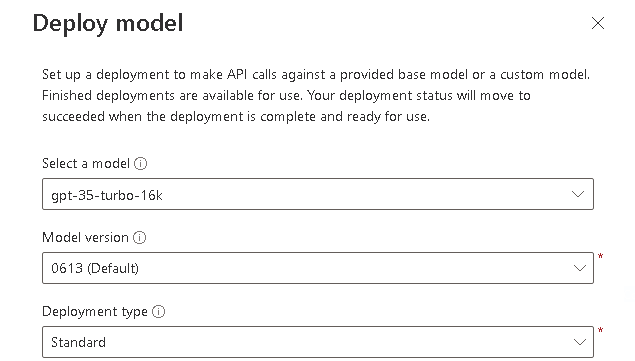 Deploy model
Set up a deployment to make API calls against a provided base model or a custom model.
Finished deployments are available for use. Your deployment status will move to
succeeded when the deployment is complete and ready for use.
Select a model
gpt-35-turbo-16k
Model version
*
0613 (Default)
Deployment type
*
Standard